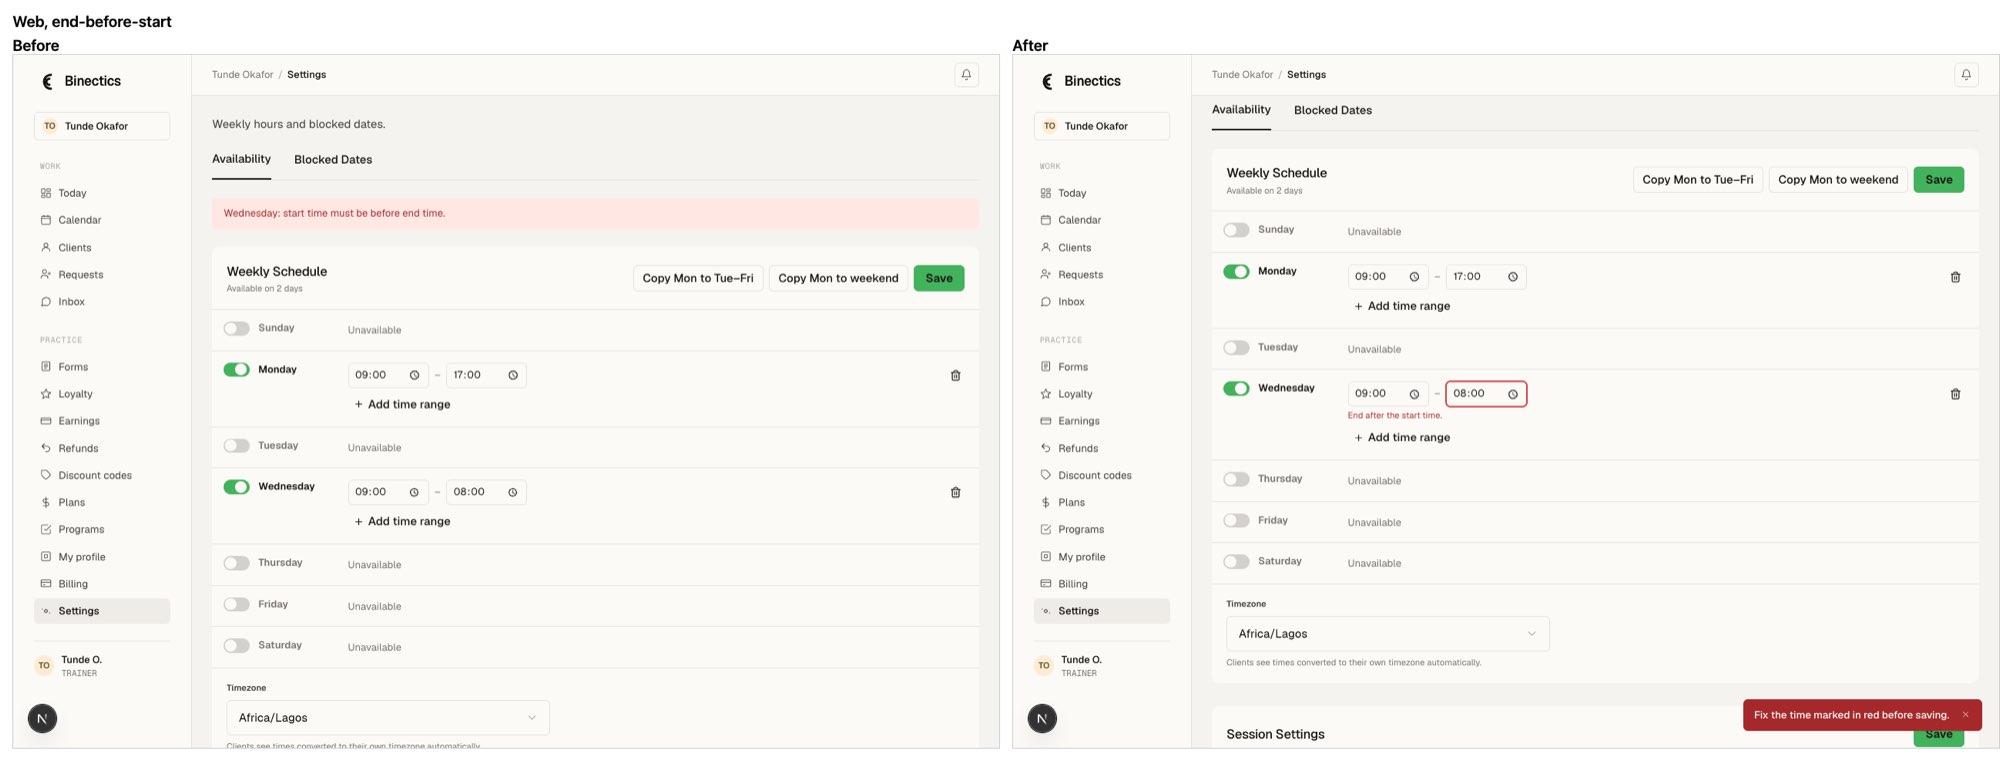 Web, end-before-start
Before
Binectics
TO Tunde Okafor
WORK
Today
Calendar
Clients
Requests
Inbox
PRACTICE
Forms
Loyalty
Earnings
Refunds
Discount codes
Plans
Programs
My profile
Billing
Settings
TO Tunde O.
TRAINER
N
Tunde Okafor / Settings
Weekly hours and blocked dates.
Availability Blocked Dates
Wednesday: start time must be before end time.
Weekly Schedule
Available on 2 days
Copy Mon to Tue–Fri Copy Mon to weekend Save
Sunday Unavailable
Monday 09:00 – 17:00
+ Add time range
Tuesday Unavailable
Wednesday 09:00 – 08:00
+ Add time range
Thursday Unavailable
Friday Unavailable
Saturday Unavailable
Timezone
Africa/Lagos
Clients see times converted to their own timezone automatically.
After
Binectics
TO Tunde Okafor
WORK
Today
Calendar
Clients
Requests
Inbox
PRACTICE
Forms
Loyalty
Earnings
Refunds
Discount codes
Plans
Programs
My profile
Billing
Settings
TO Tunde O.
TRAINER
N
Tunde Okafor / Settings
Availability Blocked Dates
Weekly Schedule
Available on 2 days
Copy Mon to Tue–Fri Copy Mon to weekend Save
Sunday Unavailable
Monday 09:00 – 17:00
+ Add time range
Tuesday Unavailable
Wednesday 09:00 – 08:00
End after the start time.
+ Add time range
Thursday Unavailable
Friday Unavailable
Saturday Unavailable
Timezone
Africa/Lagos
Clients see times converted to their own timezone automatically.
Fix the time marked in red before saving. ×
Session Settings Save